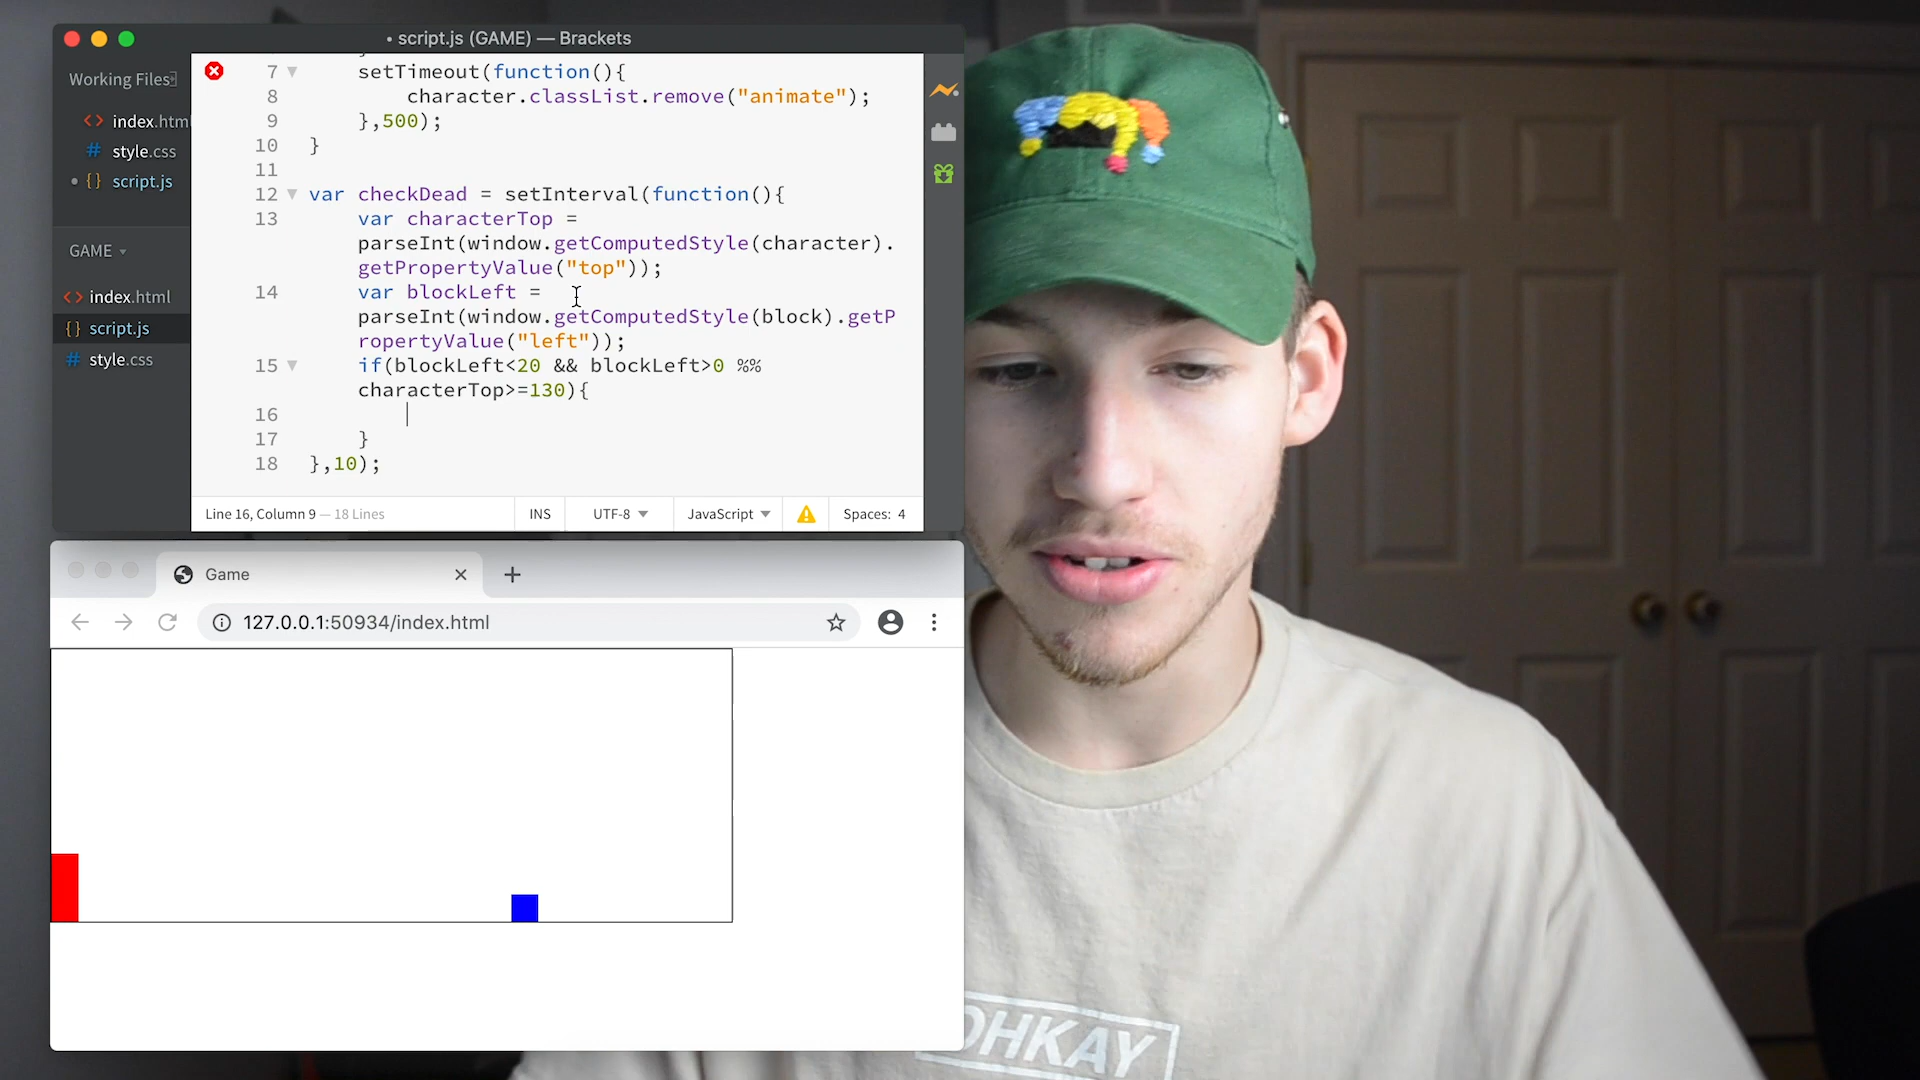 • script.js (GAME) — Brackets
Working Files
index.htm
style.css
• {} script.js
GAME
index.html
{} script.js
# style.css
7 setTimeout(function(){
8 character.classList.remove("animate");
9 },500);
10 }
11
12 var checkDead = setInterval(function(){
13 var characterTop =
parseInt(window.getComputedStyle(character).
getPropertyValue("top"));
14 var blockLeft =
parseInt(window.getComputedStyle(block).getP
ropertyValue("left"));
15 if(blockLeft<20 && blockLeft>0 %%
characterTop>=130){
16
17 }
18 },10);
Line 16, Column 9 — 18 Lines
INS
UTF-8
JavaScript
Spaces: 4
Game
127.0.0.1:50934/index.html
OHKAY